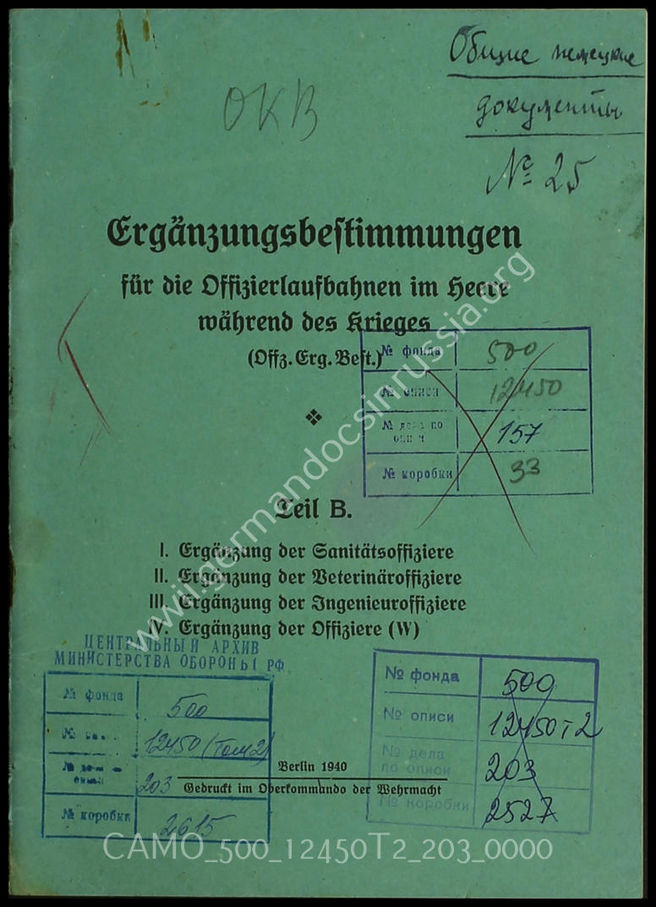 Общие немецкие
документы
№ 25
ОКВ
Ergänzungsbestimmungen
für die Offizierlaufbahnen im Heere
während des Krieges
(Offz. Erg. Best.)
№ фонда 500
№ описи 12450
№ дела по описи 157
№ коробки 33
Teil B.
I. Ergänzung der Sanitätsoffiziere
II. Ergänzung der Veterinäroffiziere
III. Ergänzung der Ingenieuroffiziere
IV. Ergänzung der Offiziere (W)
ЦЕНТРАЛЬНЫЙ АРХИВ
МИНИСТЕРСТВА ОБОРОНЫ РФ
№ фонда 500
12450 (Том 2)
203
№ коробки 2615
№ фонда 500
№ описи 12450 т 2
№ дела по описи 203
№ коробки 2527
Berlin 1940
Gedruckt im Oberkommando der Wehrmacht
www.germandocsinrussia.org
CAMO_500_12450T2_203_0000